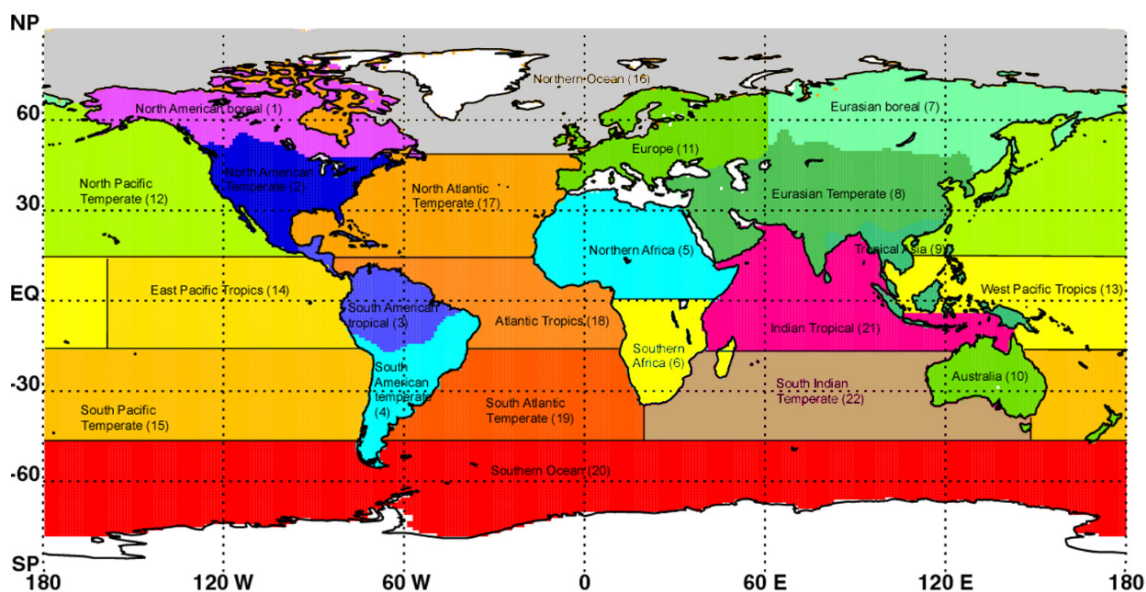 NP
North American boreal (1)
Northern Ocean (16)
Eurasian boreal (7)
60
Europe (11)
North American
Temperate (2)
North Pacific
Temperate (12)
North Atlantic
Temperate (17)
Eurasian Temperate (8)
30
Northern Africa (5)
Tropical Asia (9)
EQ
East Pacific Tropics (14)
West Pacific Tropics (13)
South American
tropical (3)
Atlantic Tropics (18)
Indian Tropical (21)
Southern
Africa (6)
-30
South
American
temperate
(4)
Australia (10)
South Indian
Temperate (22)
South Pacific
Temperate (15)
South Atlantic
Temperate (19)
-60
Southern Ocean (20)
SP
180
120 W
60 W
0
60 E
120 E
180